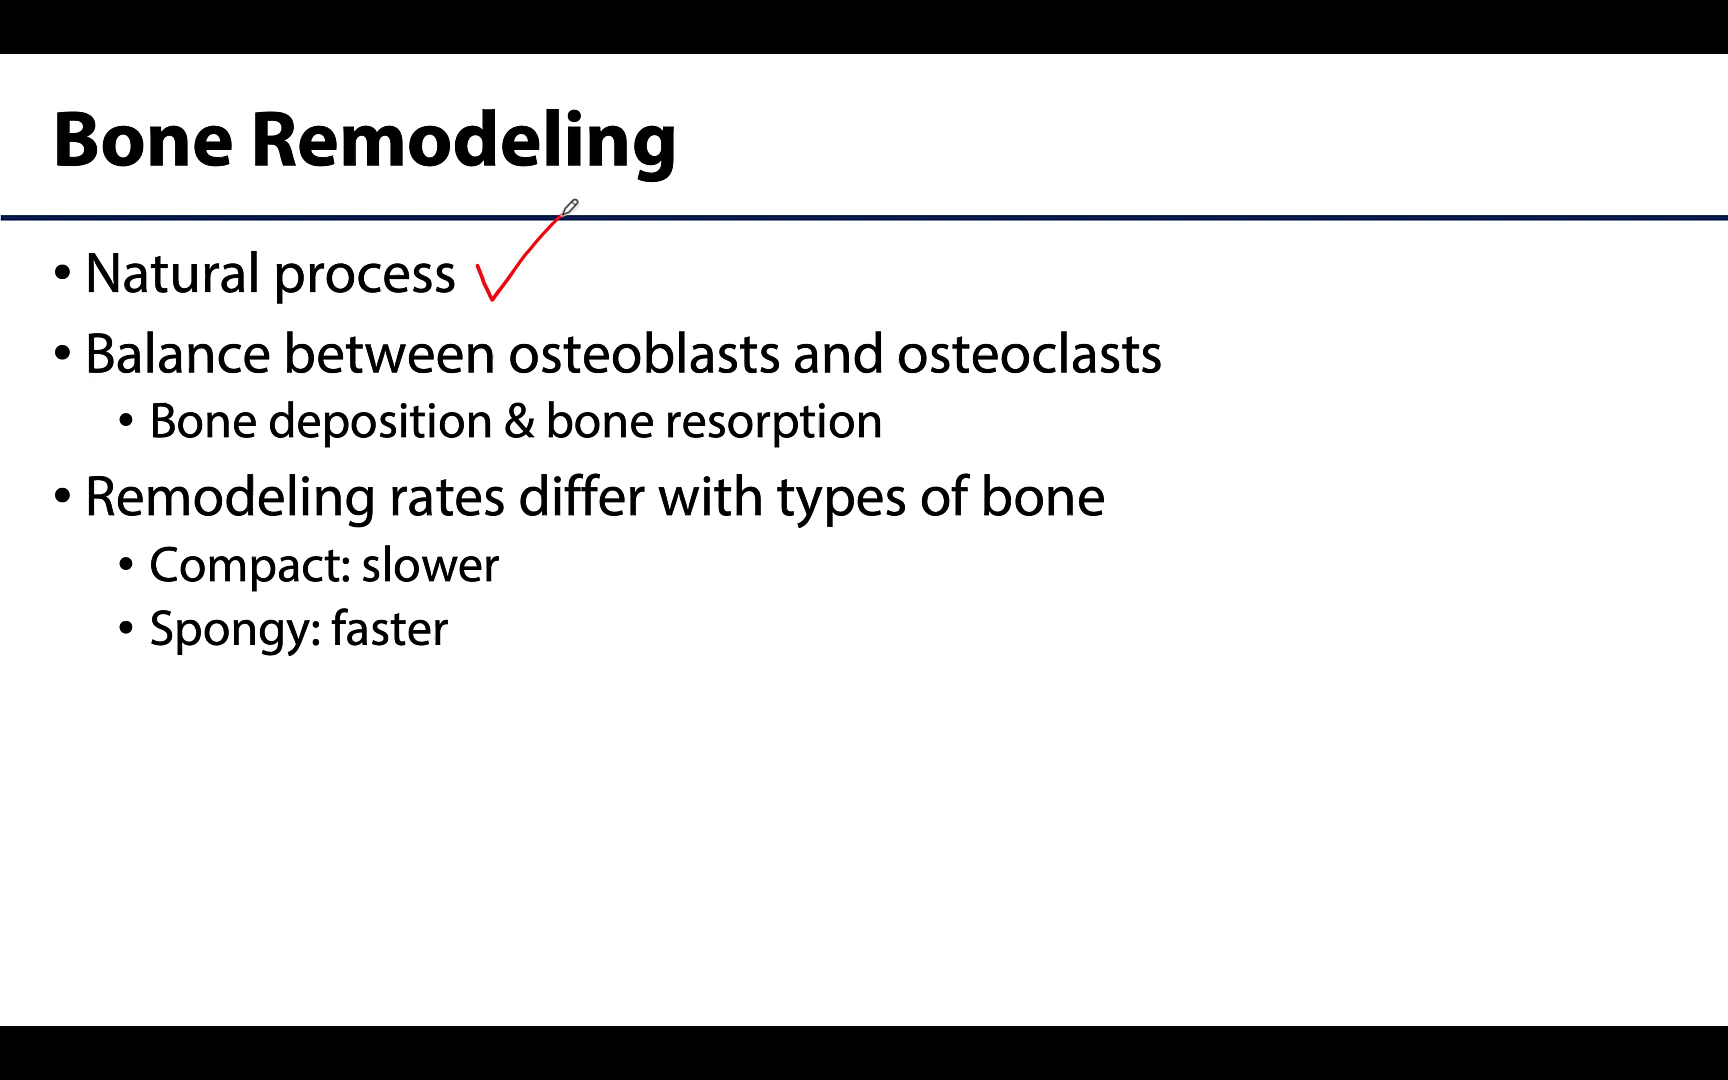 Bone Remodeling
• Natural process
• Balance between osteoblasts and osteoclasts
• Bone deposition & bone resorption
• Remodeling rates differ with types of bone
• Compact: slower
• Spongy: faster